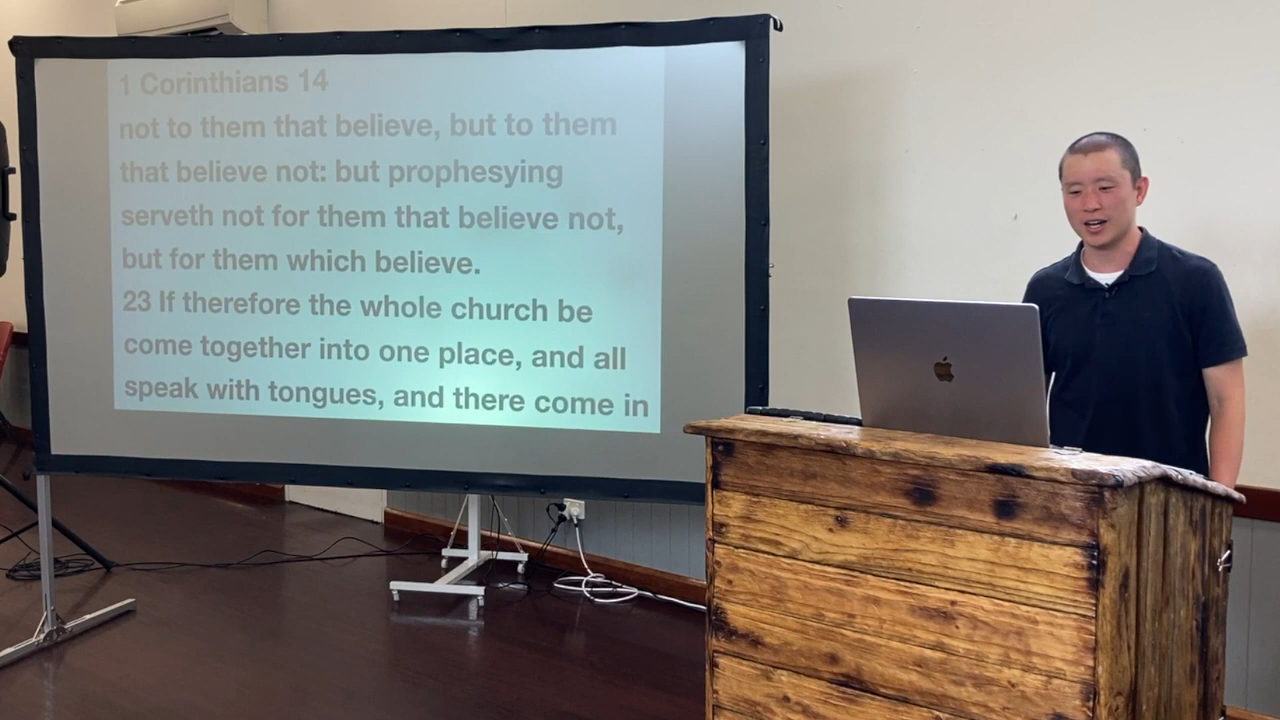 1 Corinthians 14
not to them that believe, but to them
that believe not: but prophesying
serveth not for them that believe not,
but for them which believe.
23 If therefore the whole church be
come together into one place, and all
speak with tongues, and there come in